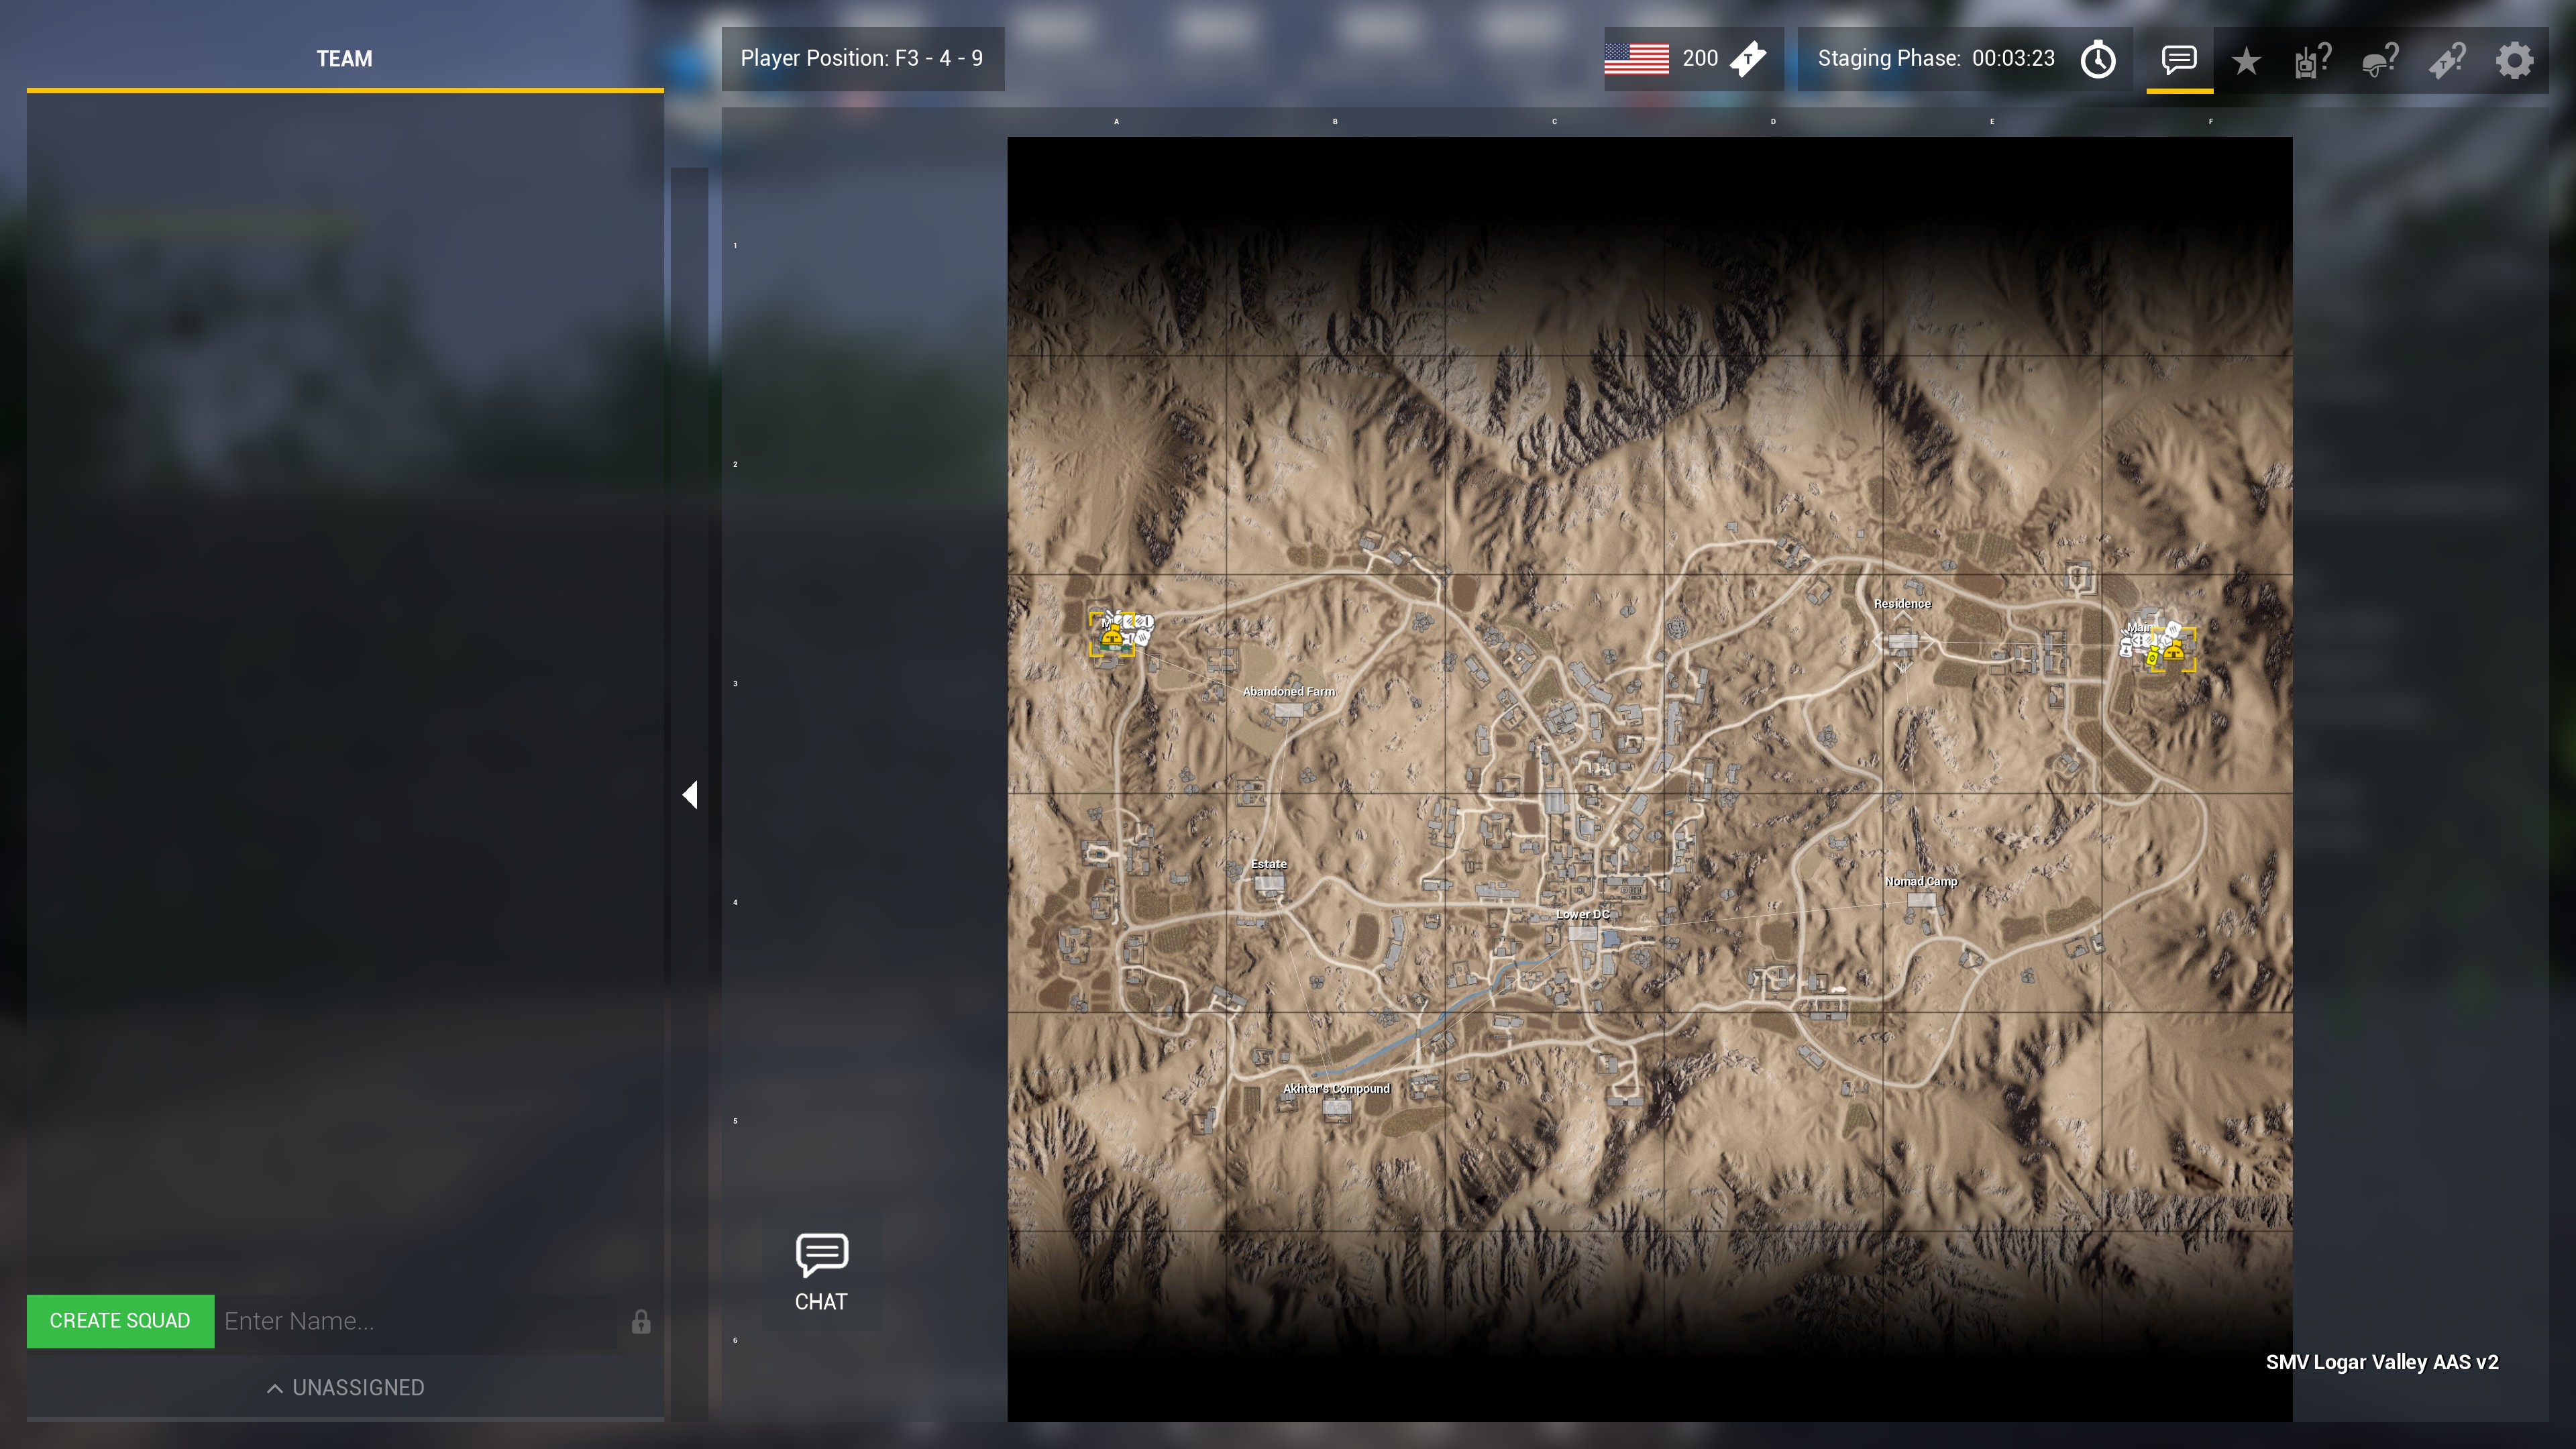 TEAM
Player Position: F3 - 4 - 9
200
Staging Phase: 00:03:23
A B C D E F
1
2
Residence
Main
3
Abandoned Farm
Estate
Nomad Camp
4
Lower DC
Akhtar's Compound
5
CHAT
CREATE SQUAD
Enter Name...
6
SMV Logar Valley AAS v2
UNASSIGNED